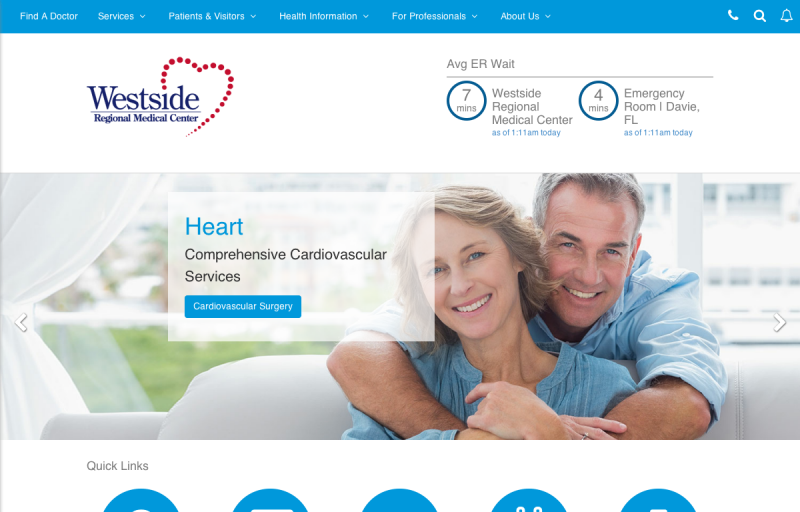 Find A Doctor Services Patients & Visitors Health Information For Professionals About Us
Westside
Regional Medical Center
Avg ER Wait
7
mins
Westside
Regional
Medical Center
as of 1:11am today
4
mins
Emergency
Room | Davie,
FL
as of 1:11am today
Heart
Comprehensive Cardiovascular
Services
Cardiovascular Surgery
Quick Links